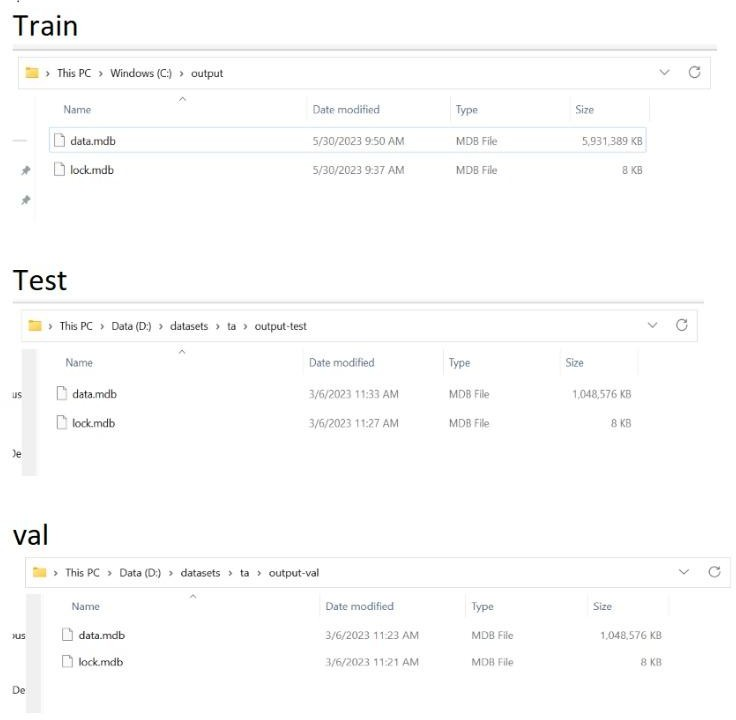 Train
This PC > Windows (C:) > output
Name Date modified Type Size
data.mdb 5/30/2023 9:50 AM MDB File 5,931,389 KB
lock.mdb 5/30/2023 9:37 AM MDB File 8 KB
Test
This PC > Data (D:) > datasets > ta > output-test
Name Date modified Type Size
us data.mdb 3/6/2023 11:33 AM MDB File 1,048,576 KB
lock.mdb 3/6/2023 11:27 AM MDB File 8 KB
De
val
This PC > Data (D:) > datasets > ta > output-val
Name Date modified Type Size
ous data.mdb 3/6/2023 11:23 AM MDB File 1,048,576 KB
lock.mdb 3/6/2023 11:21 AM MDB File 8 KB
De